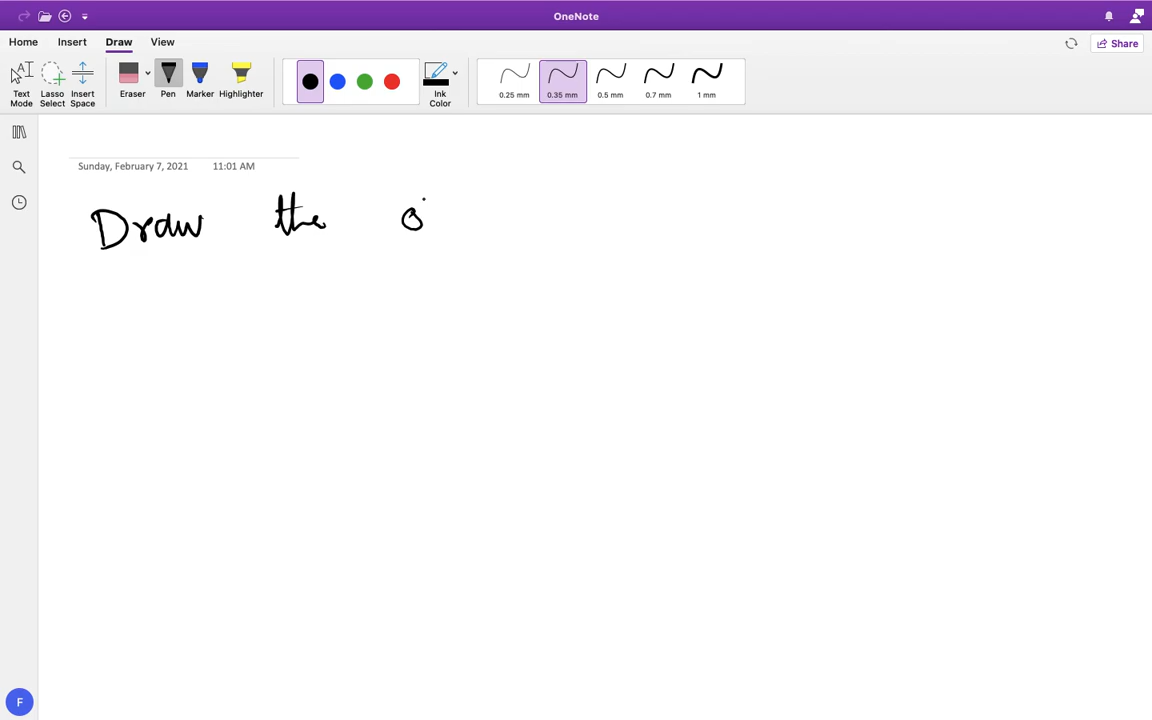 OneNote
Home Insert Draw View
Share
Text Mode
Lasso Select
Insert Space
Eraser
Pen
Marker
Highlighter
Ink Color
0.25 mm
0.35 mm
0.5 mm
0.7 mm
1 mm
Sunday, February 7, 2021 11:01 AM
Draw the
F